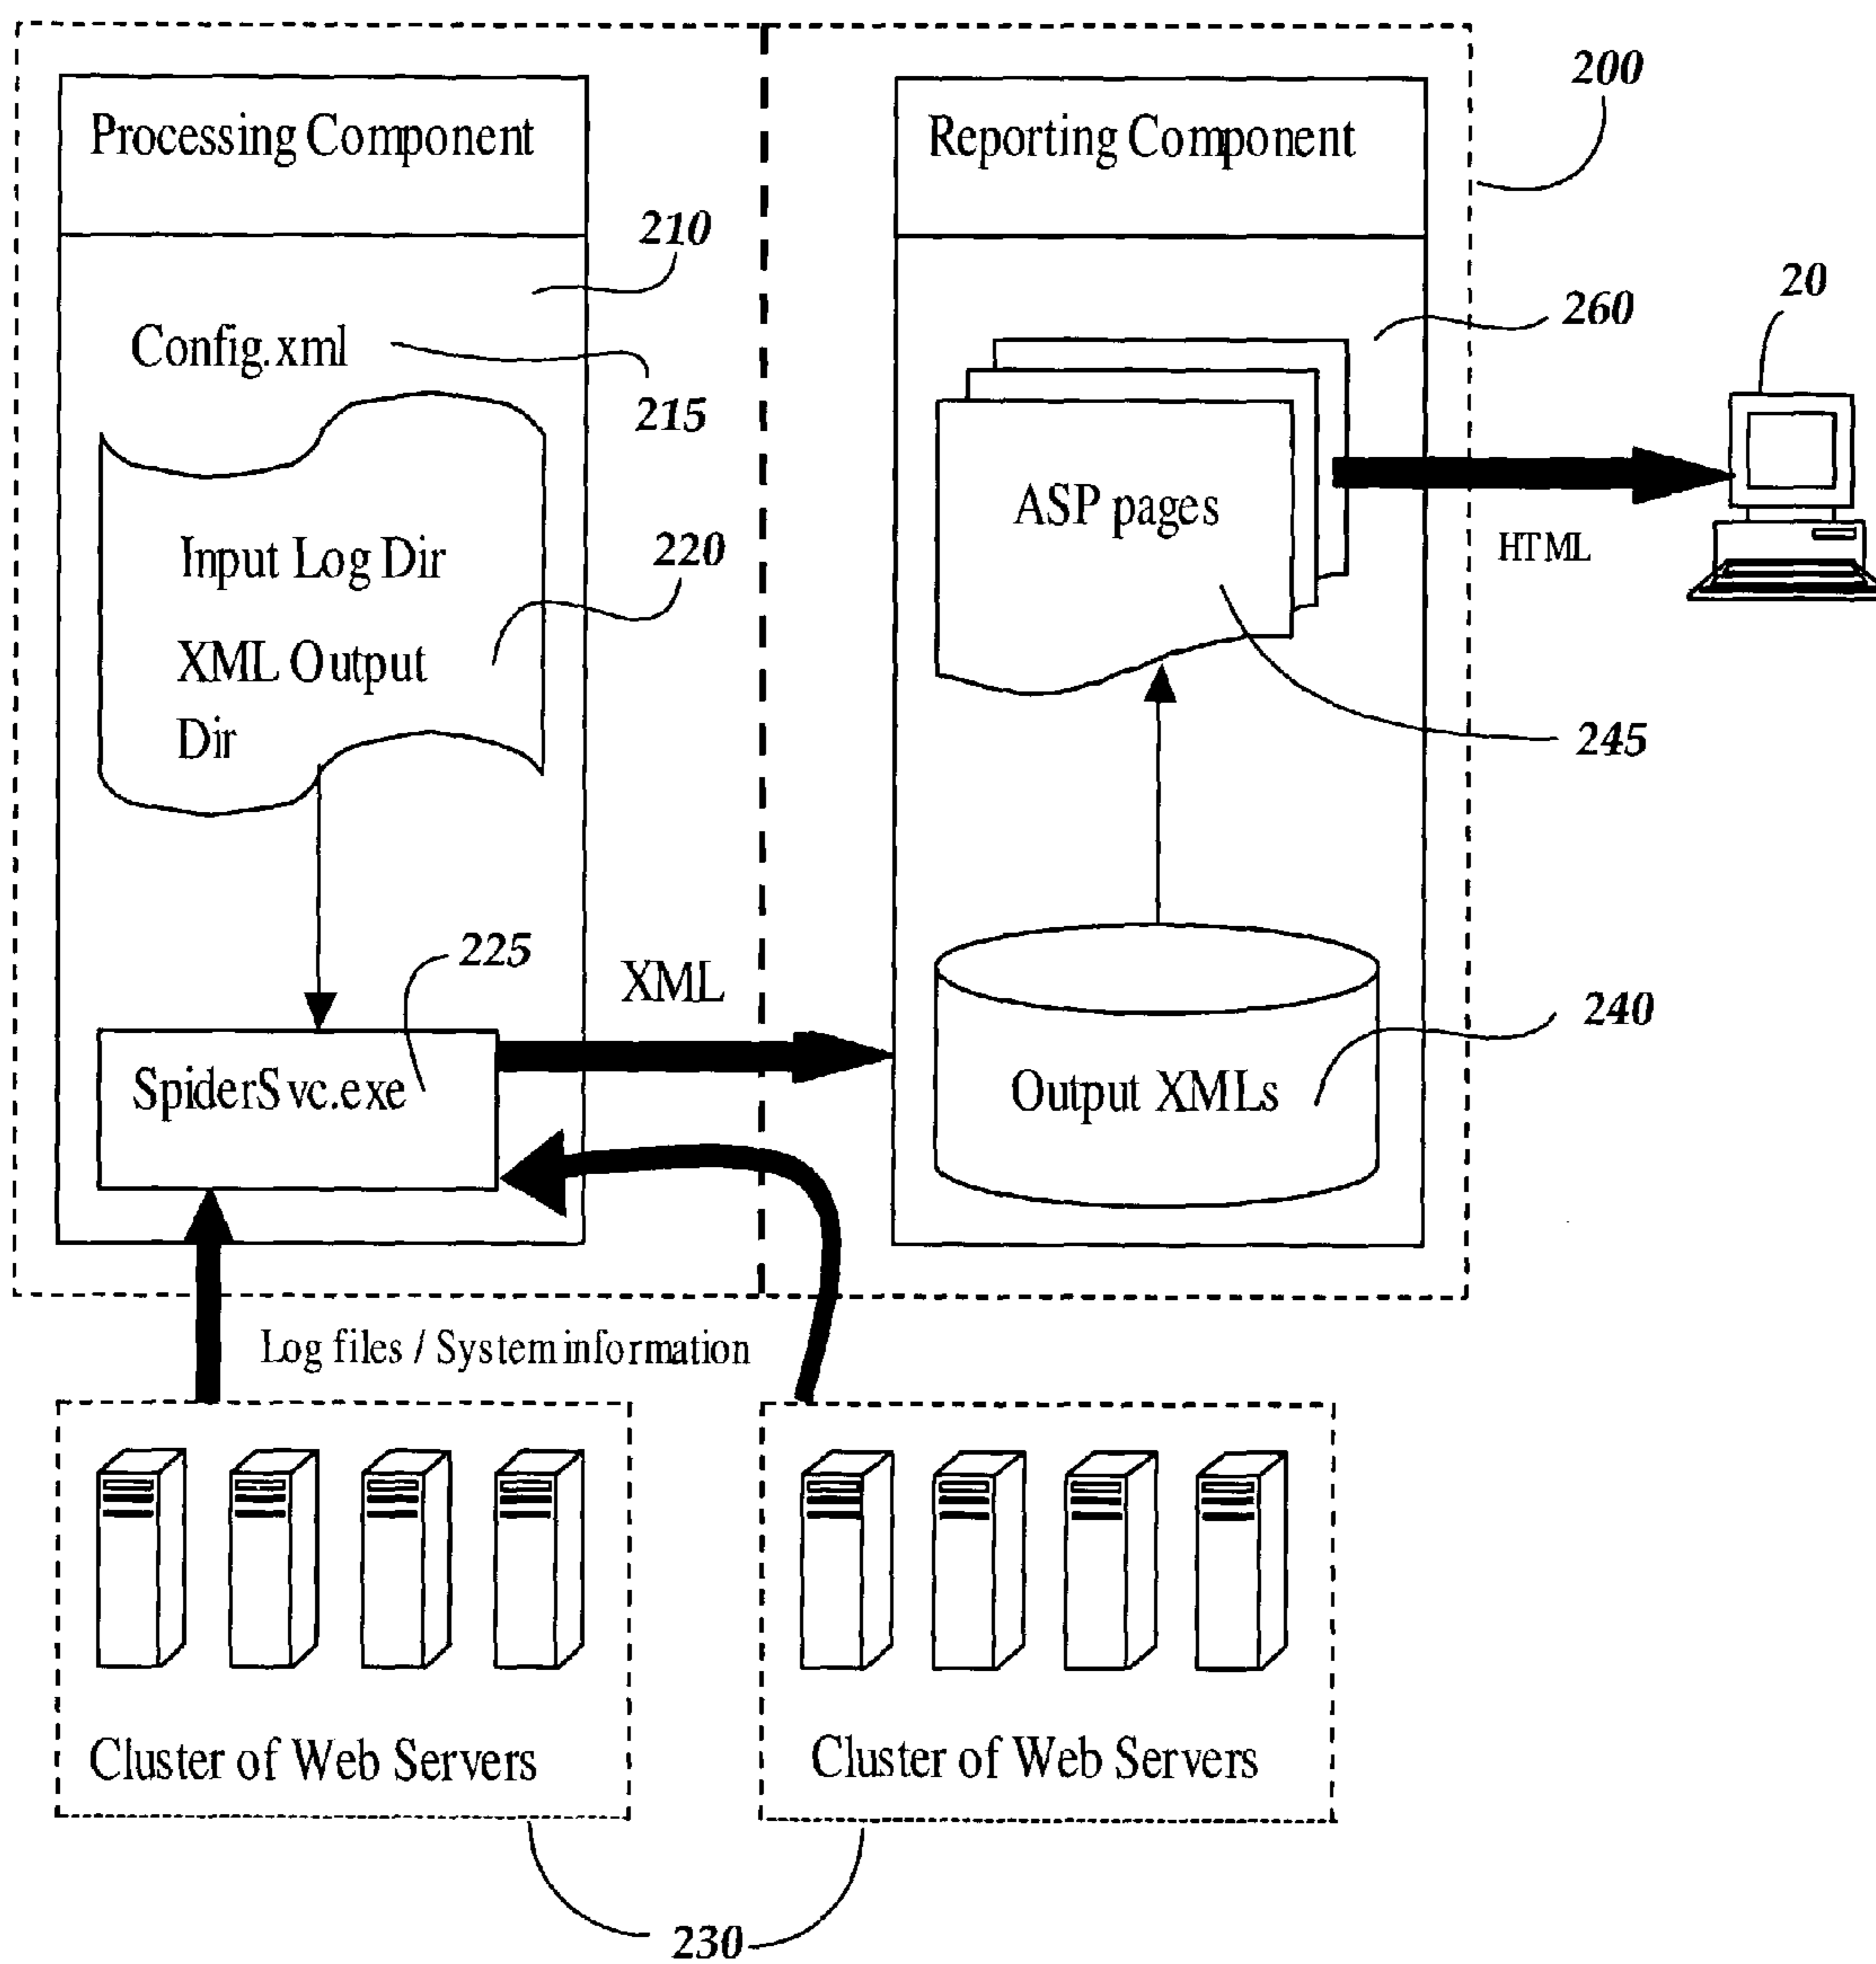 Processing Component
Reporting Component
200
210
Config.xml
215
Input Log Dir
220
XML Output
Dir
225
SpiderSvc.exe
XML
260
20
ASP pages
HTML
245
240
Output XMLs
Log files / System information
Cluster of Web Servers
Cluster of Web Servers
230